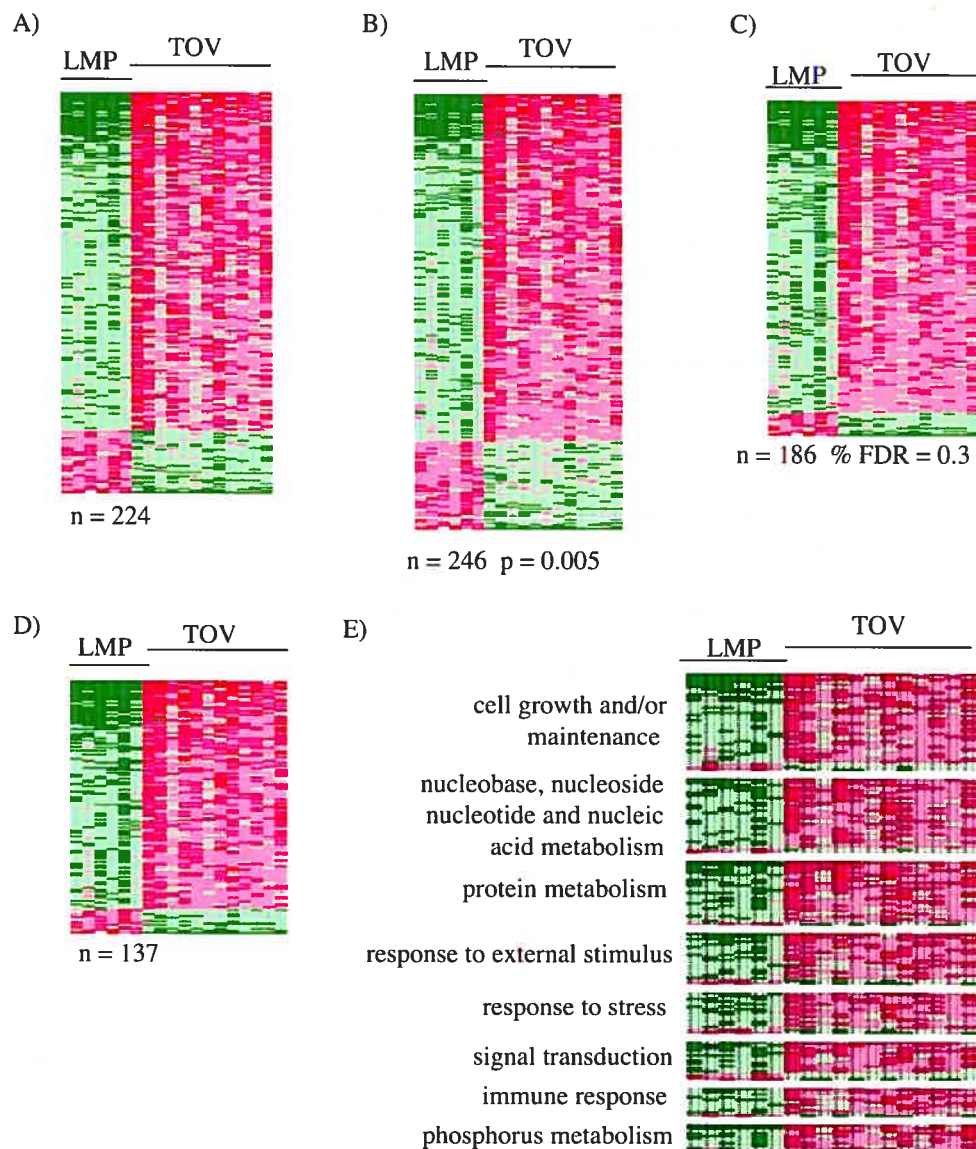 A)
LMP TOV
n = 224
B)
LMP TOV
n = 246 p = 0.005
C)
LMP TOV
n = 186 % FDR = 0.3
D)
LMP TOV
n = 137
E)
LMP TOV
cell growth and/or
maintenance
nucleobase, nucleoside
nucleotide and nucleic
acid metabolism
protein metabolism
response to external stimulus
response to stress
signal transduction
immune response
phosphorus metabolism